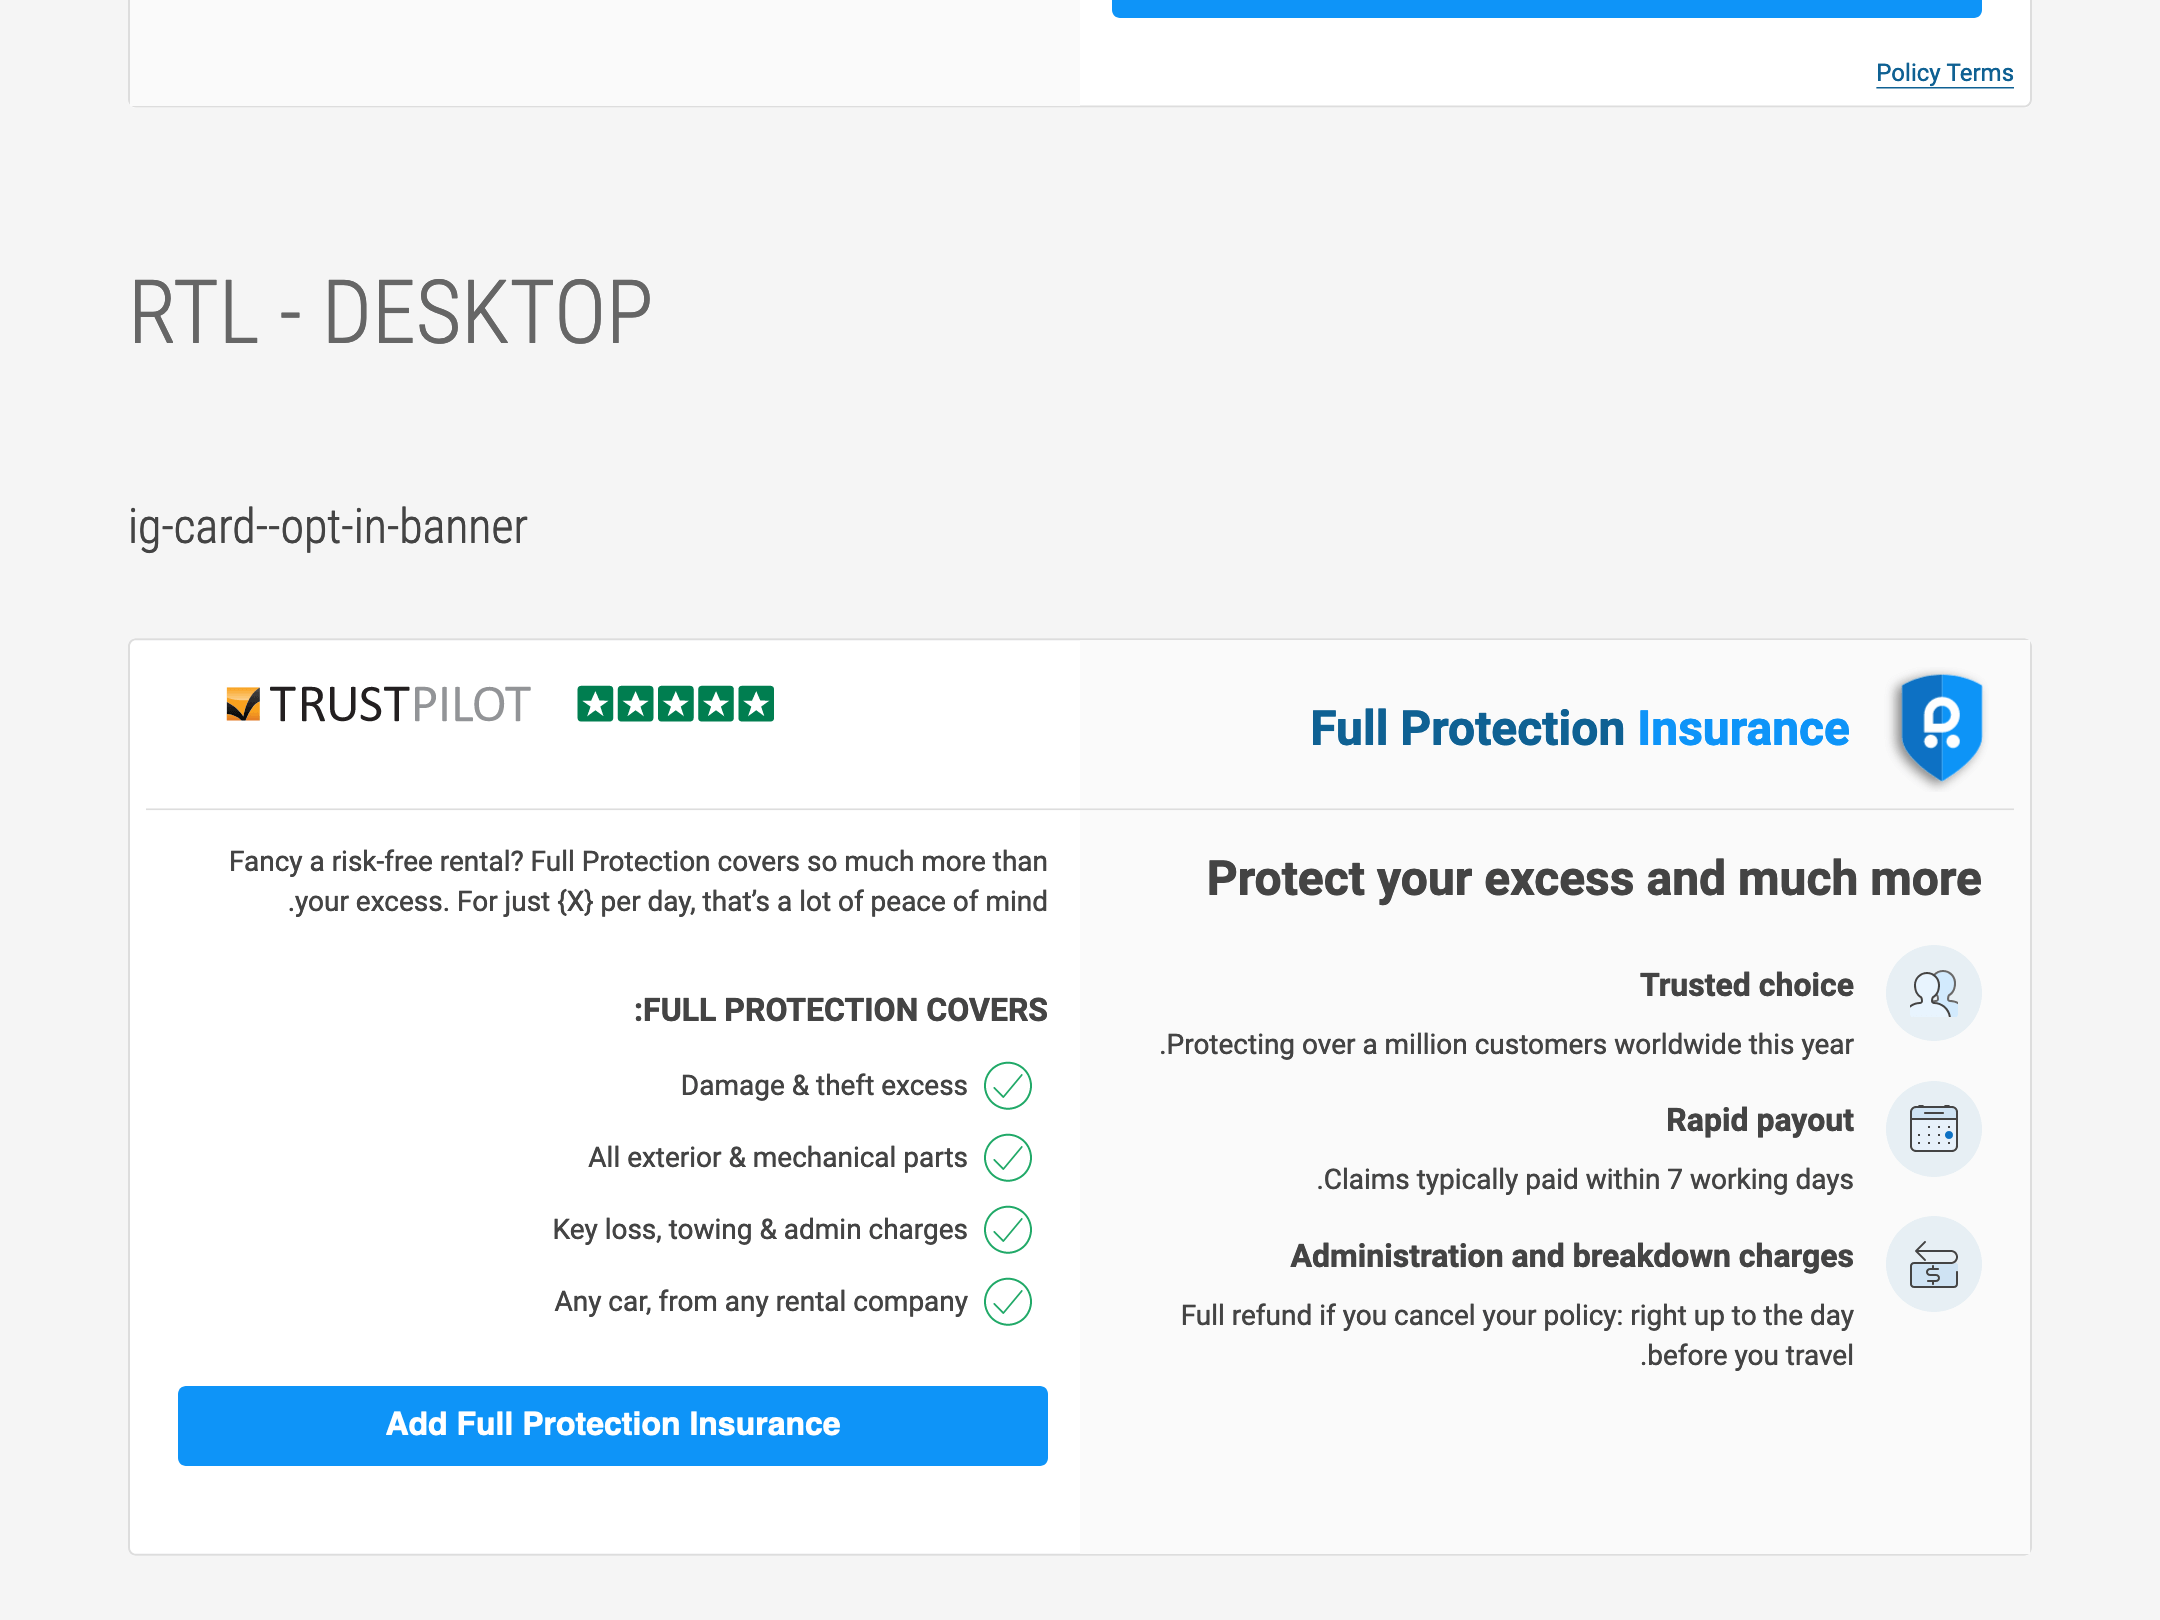 Policy Terms
RTL - DESKTOP
ig-card--opt-in-banner
Full Protection Insurance
Protect your excess and much more
Trusted choice
.Protecting over a million customers worldwide this year
Rapid payout
.Claims typically paid within 7 working days
Administration and breakdown charges
Full refund if you cancel your policy: right up to the day
.before you travel
TRUSTPILOT
Fancy a risk-free rental? Full Protection covers so much more than
.your excess. For just {X} per day, that’s a lot of peace of mind
:FULL PROTECTION COVERS
Damage & theft excess
All exterior & mechanical parts
Key loss, towing & admin charges
Any car, from any rental company
Add Full Protection Insurance